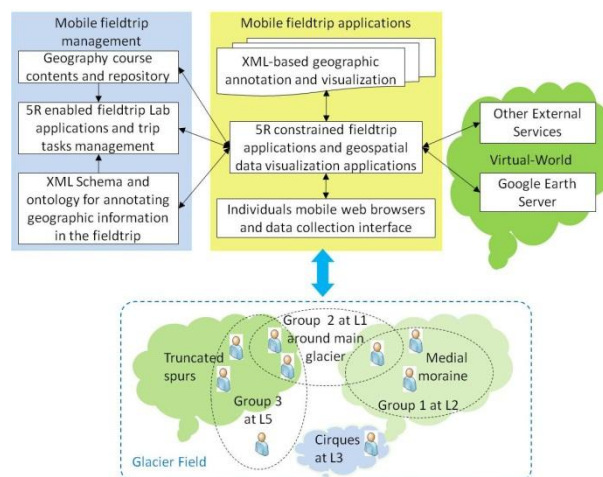 Mobile fieldtrip
management
Geography course
contents and repository
5R enabled fieldtrip Lab
applications and trip
tasks management
XML Schema and
ontology for annotating
geographic information
in the fieldtrip
Mobile fieldtrip applications
XML-based geographic
annotation and visualization
5R constrained fieldtrip
applications and geospatial
data visualization applications
Individuals mobile web browsers
and data collection interface
Other External
Services
Virtual-World
Google Earth
Server
Group 2 at L1
around main
glacier
Truncated
spurs
Medial
moraine
Group 3
at L5
Group 1 at L2
Cirques
at L3
Glacier Field